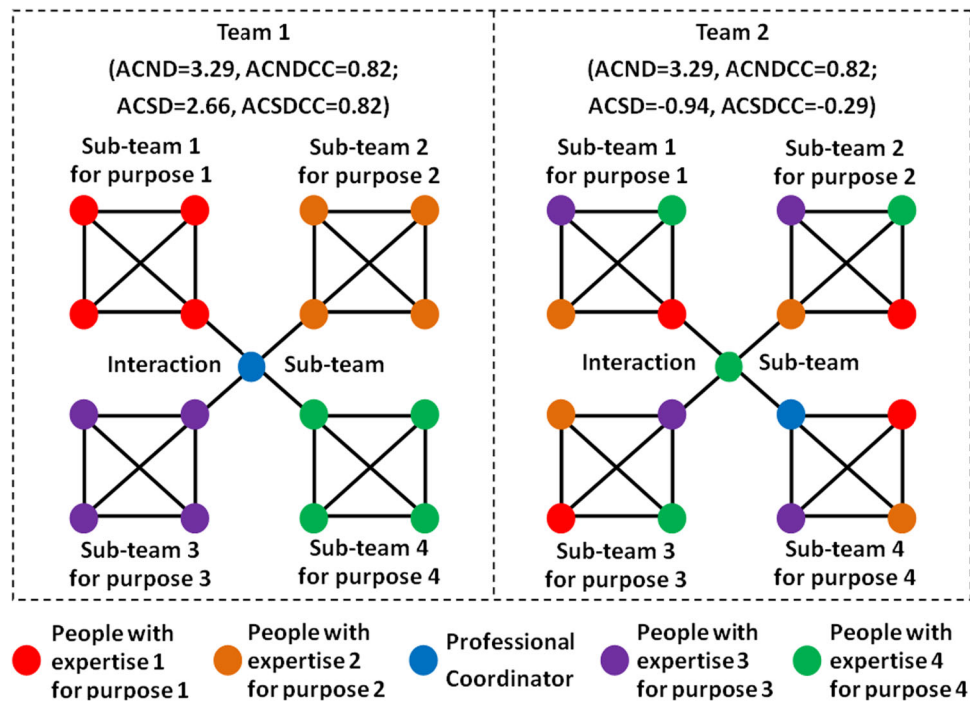 Team 1
(ACND=3.29, ACNDCC=0.82;
ACSD=2.66, ACSDCC=0.82)
Sub-team 1
for purpose 1
Sub-team 2
for purpose 2
Interaction
Sub-team
Sub-team 3
for purpose 3
Sub-team 4
for purpose 4
Team 2
(ACND=3.29, ACNDCC=0.82;
ACSD=-0.94, ACSDCC=-0.29)
Sub-team 1
for purpose 1
Sub-team 2
for purpose 2
Interaction
Sub-team
Sub-team 3
for purpose 3
Sub-team 4
for purpose 4
People with
expertise 1
for purpose 1
People with
expertise 2
for purpose 2
Professional
Coordinator
People with
expertise 3
for purpose 3
People with
expertise 4
for purpose 4